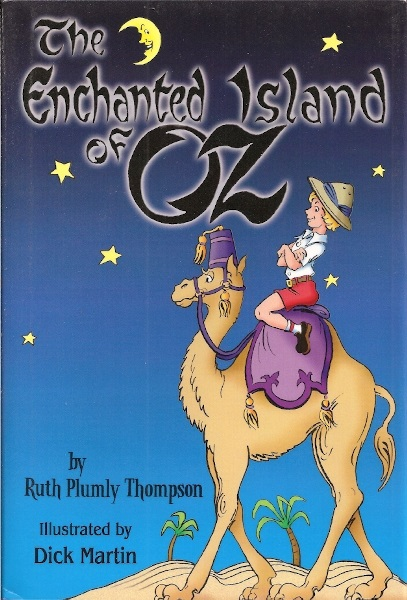 The
Enchanted Island
of OZ
by
Ruth Plumly Thompson
Illustrated by
Dick Martin